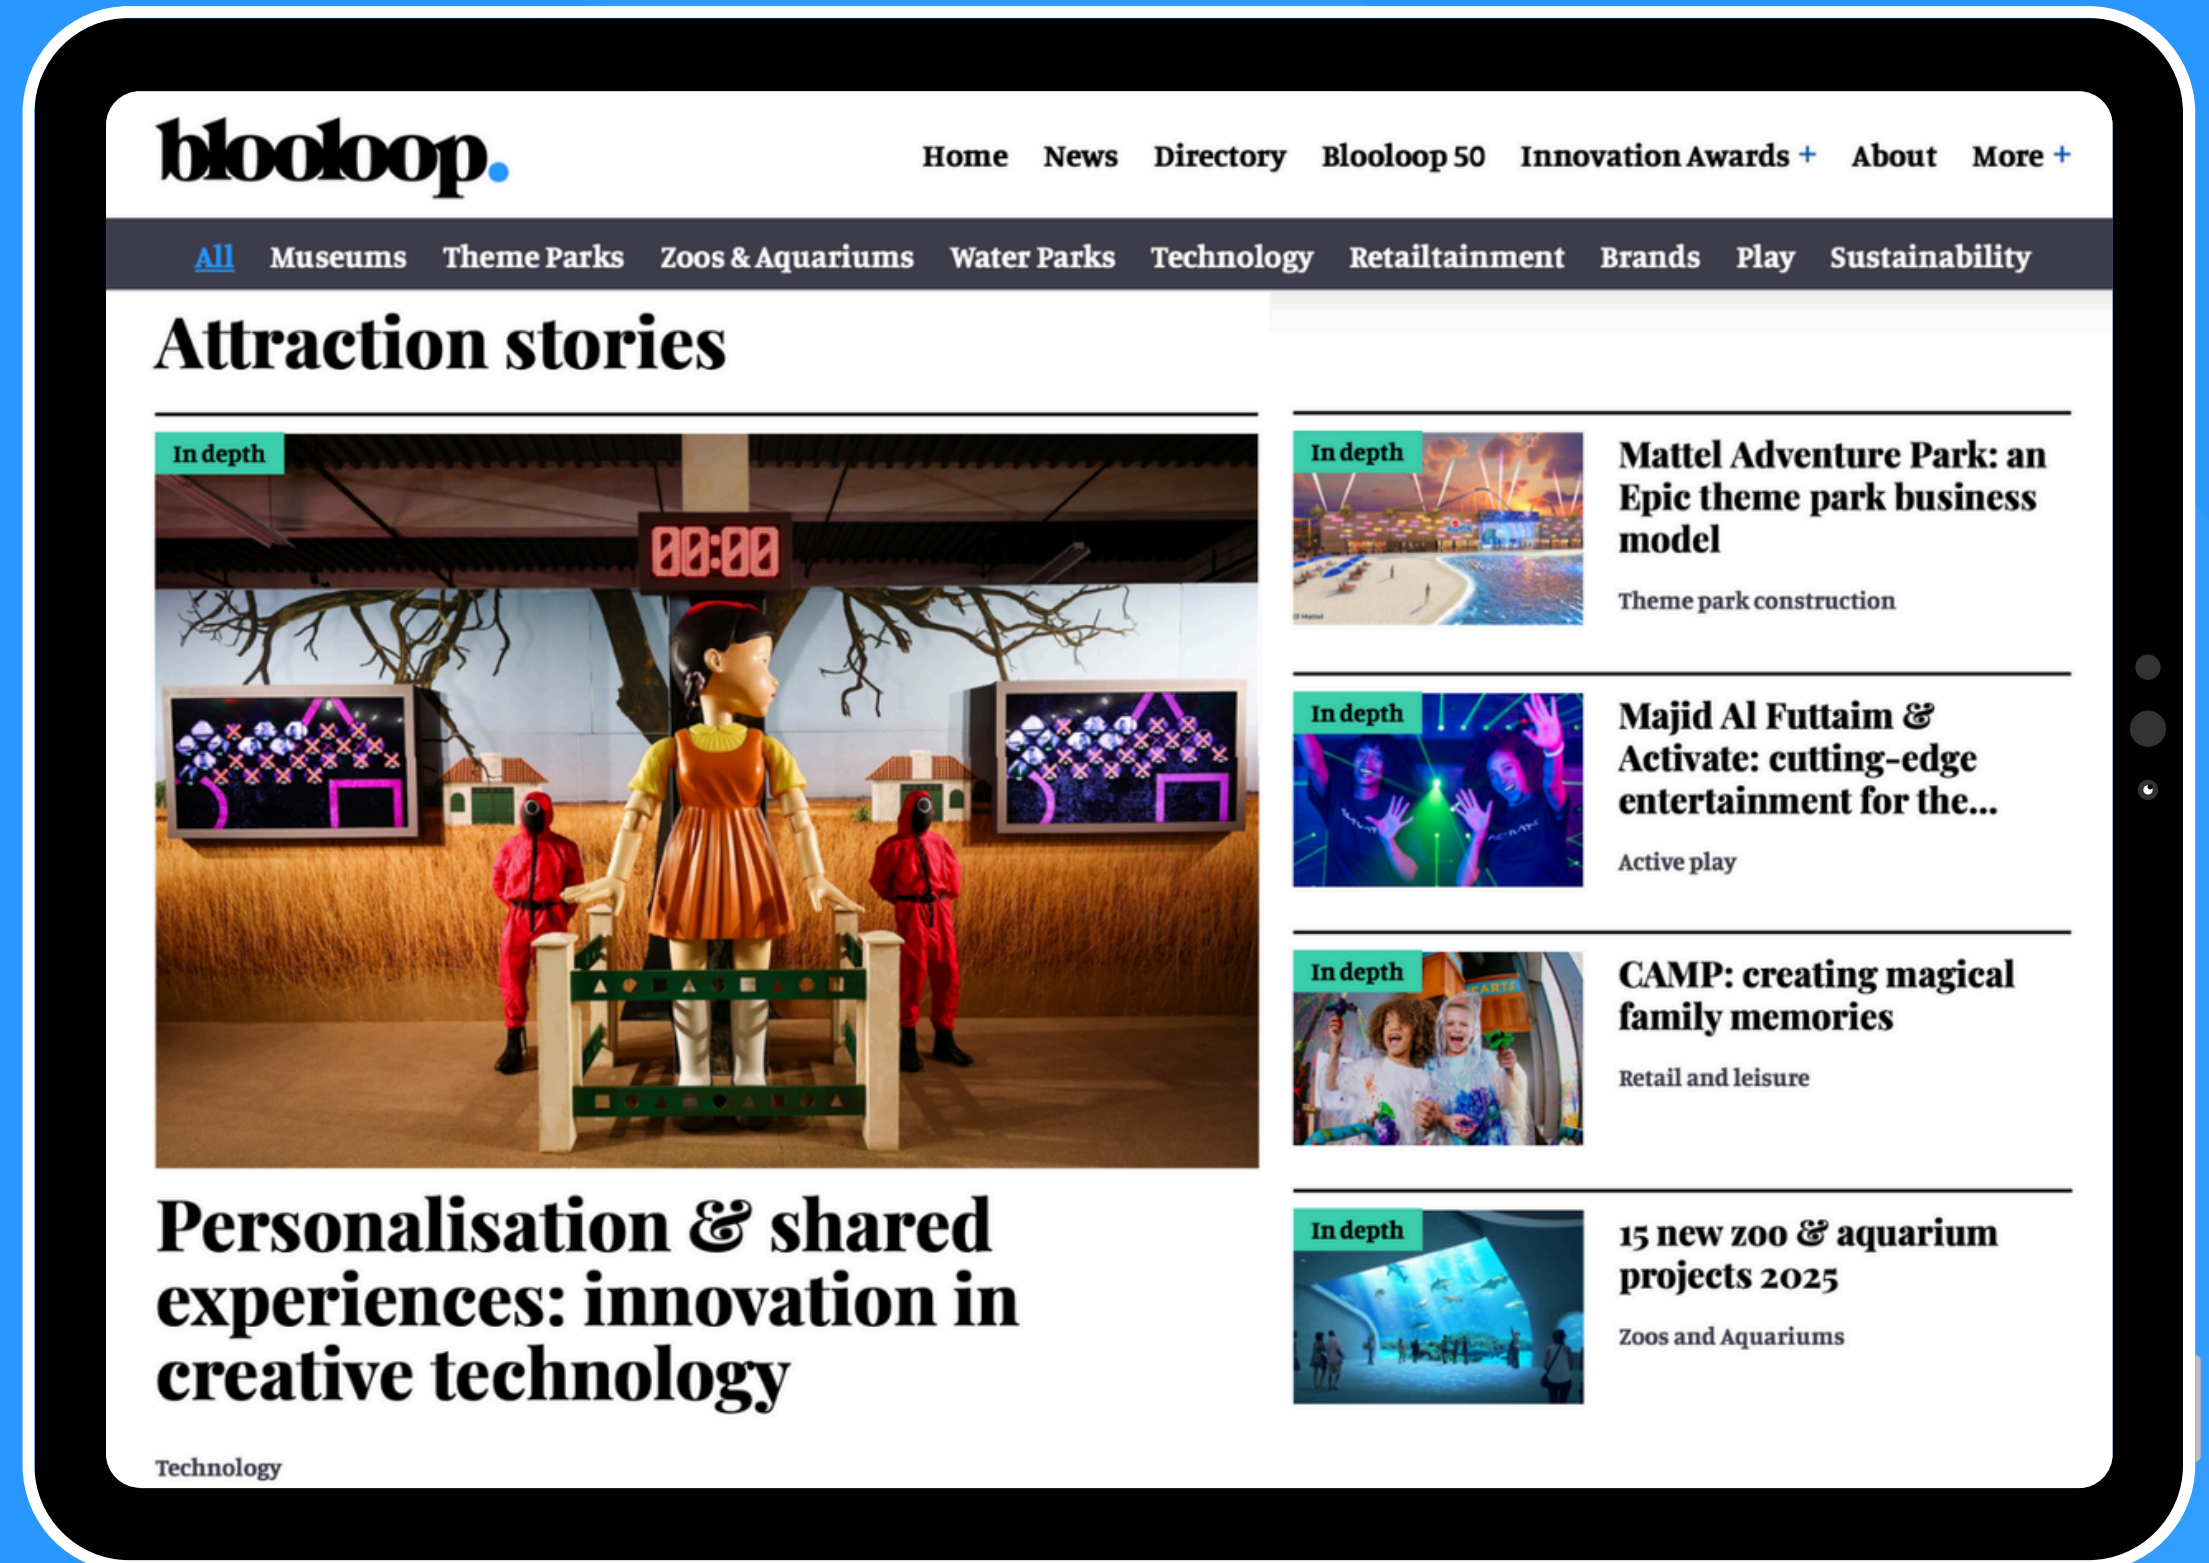 blooloop.
Home News Directory Blooloop 50 Innovation Awards + About More +
All Museums Theme Parks Zoos & Aquariums Water Parks Technology Retailtainment Brands Play Sustainability
Attraction stories
In depth
00:00
Personalisation & shared
experiences: innovation in
creative technology
Technology
In depth
Mattel Adventure Park: an
Epic theme park business
model
Theme park construction
In depth
Majid Al Futtaim &
Activate: cutting-edge
entertainment for the...
Active play
In depth
CAMP: creating magical
family memories
Retail and leisure
In depth
15 new zoo & aquarium
projects 2025
Zoos and Aquariums